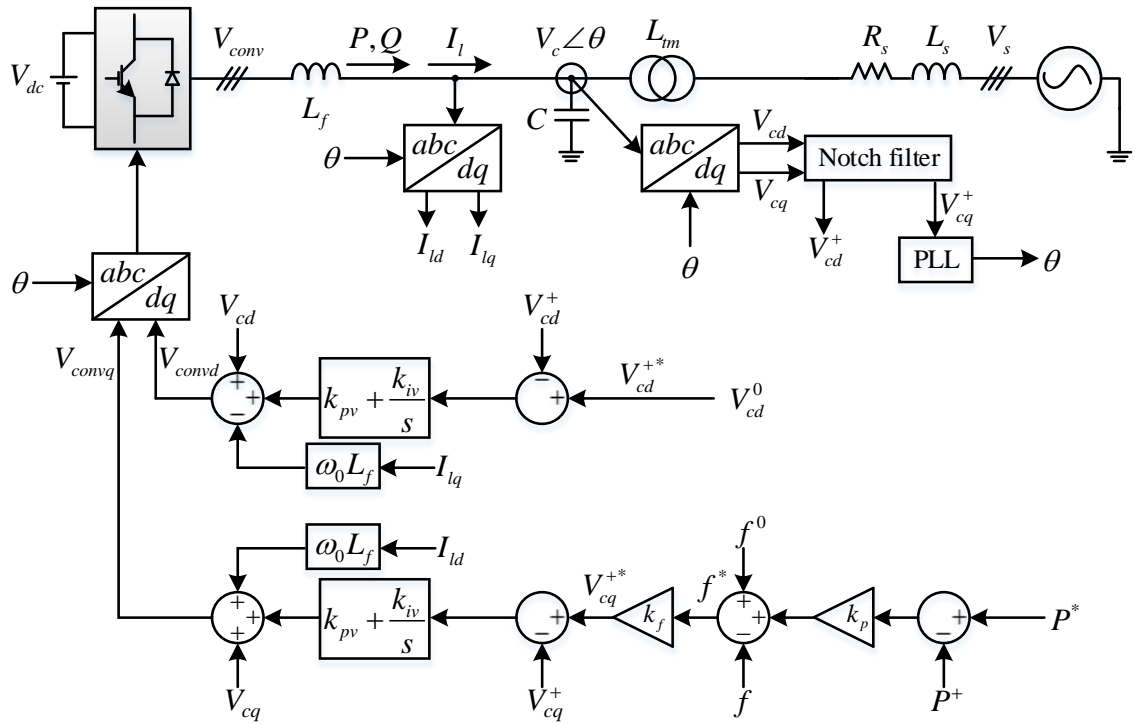 V_dc
V_conv
L_f
P, Q
I_l
V_c∠θ
L_tm
R_s
L_s
V_s
C
θ
abc
dq
I_ld
I_lq
abc
dq
θ
V_cd
V_cq
Notch filter
V_cd^+
V_cq^+
PLL
θ
θ
abc
dq
V_convq
V_convd
V_cd
+
−
+
k_pv + k_iv/s
V_cd^+
−
+
V_cd^{+*}
V_cd^0
ω_0 L_f
I_lq
ω_0 L_f
I_ld
+
+
+
V_cq
k_pv + k_iv/s
−
V_cq^+
V_cq^{+*}
k_f
f^*
f^0
+
−
f
k_p
−
P^+
P^*